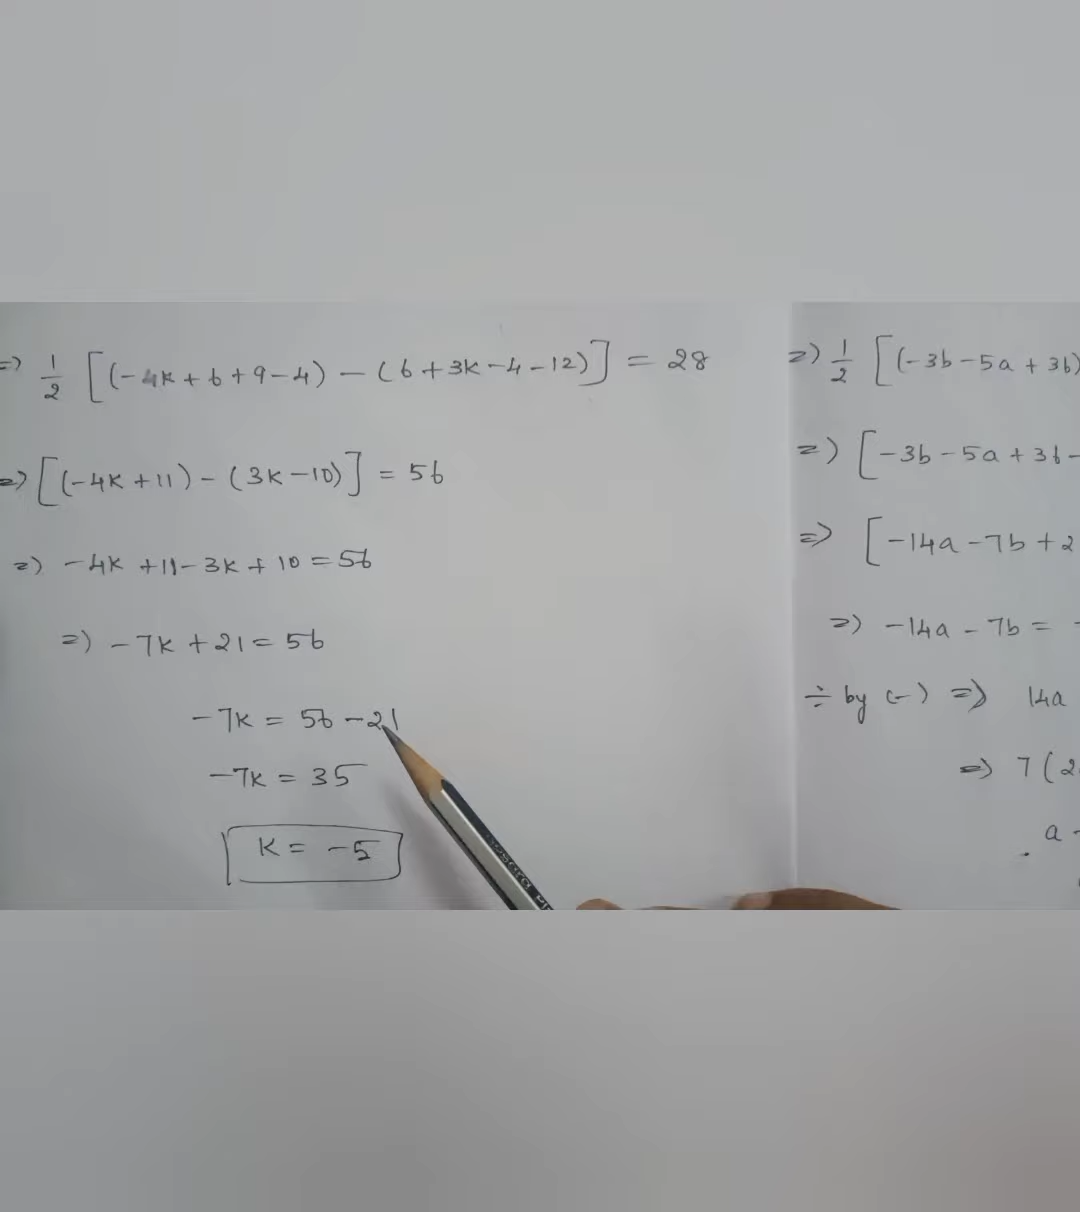 =) 1/2 [(-4k+6+9-4) - (6+3k-4-12)] = 28
=) [(-4k+11) - (3k-10)] = 56
=) -4k+11-3k+10=56
=) -7k+21=56
-7k = 56-21
-7k = 35
k = -5
=) 1/2 [(-3b-5a+3b)
=) [-3b-5a+3b-
=) [-14a-7b+2
=) -14a-7b=
÷ by (-) =) 14a
=) 7(2
a